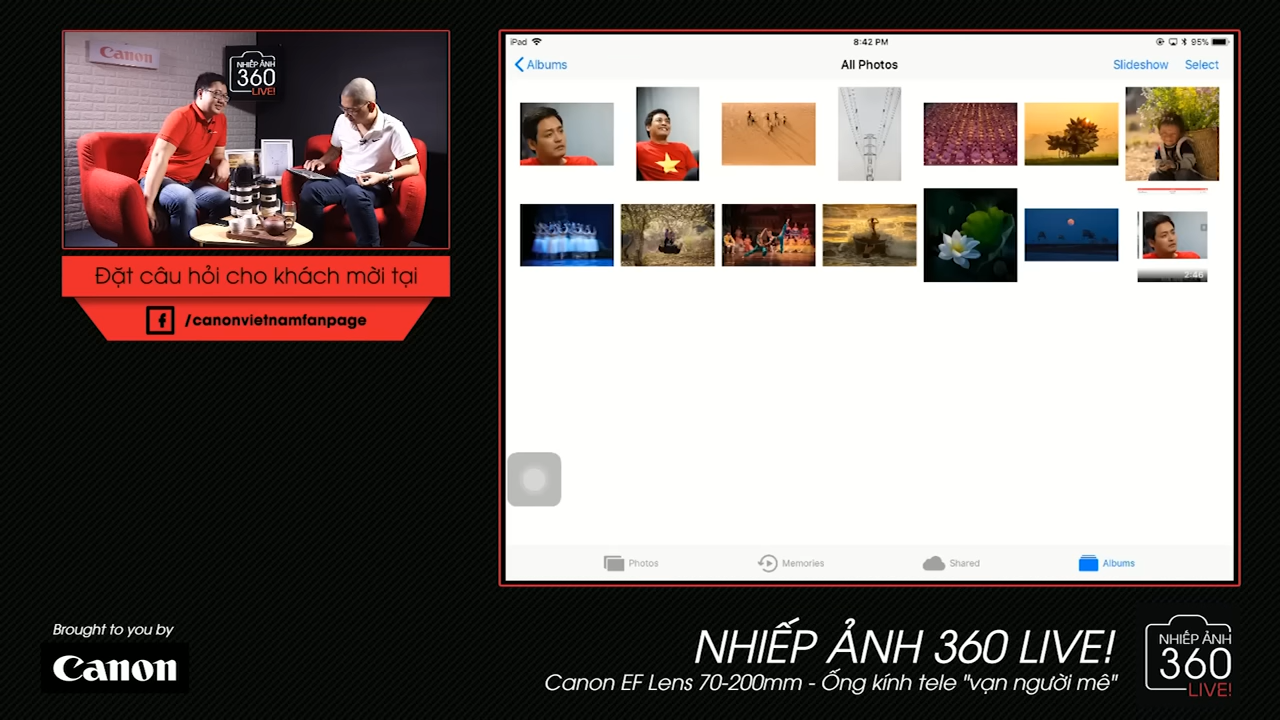 Canon
NHIẾP ẢNH
360
LIVE!
Đặt câu hỏi cho khách mời tại
/canonvietnamfanpage
iPad
8:42 PM
95%
Albums
All Photos
Slideshow
Select
2:46
Photos
Memories
Shared
Albums
Brought to you by
Canon
NHIẾP ẢNH 360 LIVE!
Canon EF Lens 70-200mm - Ống kính tele "vạn người mê"
NHIẾP ẢNH
360
LIVE!